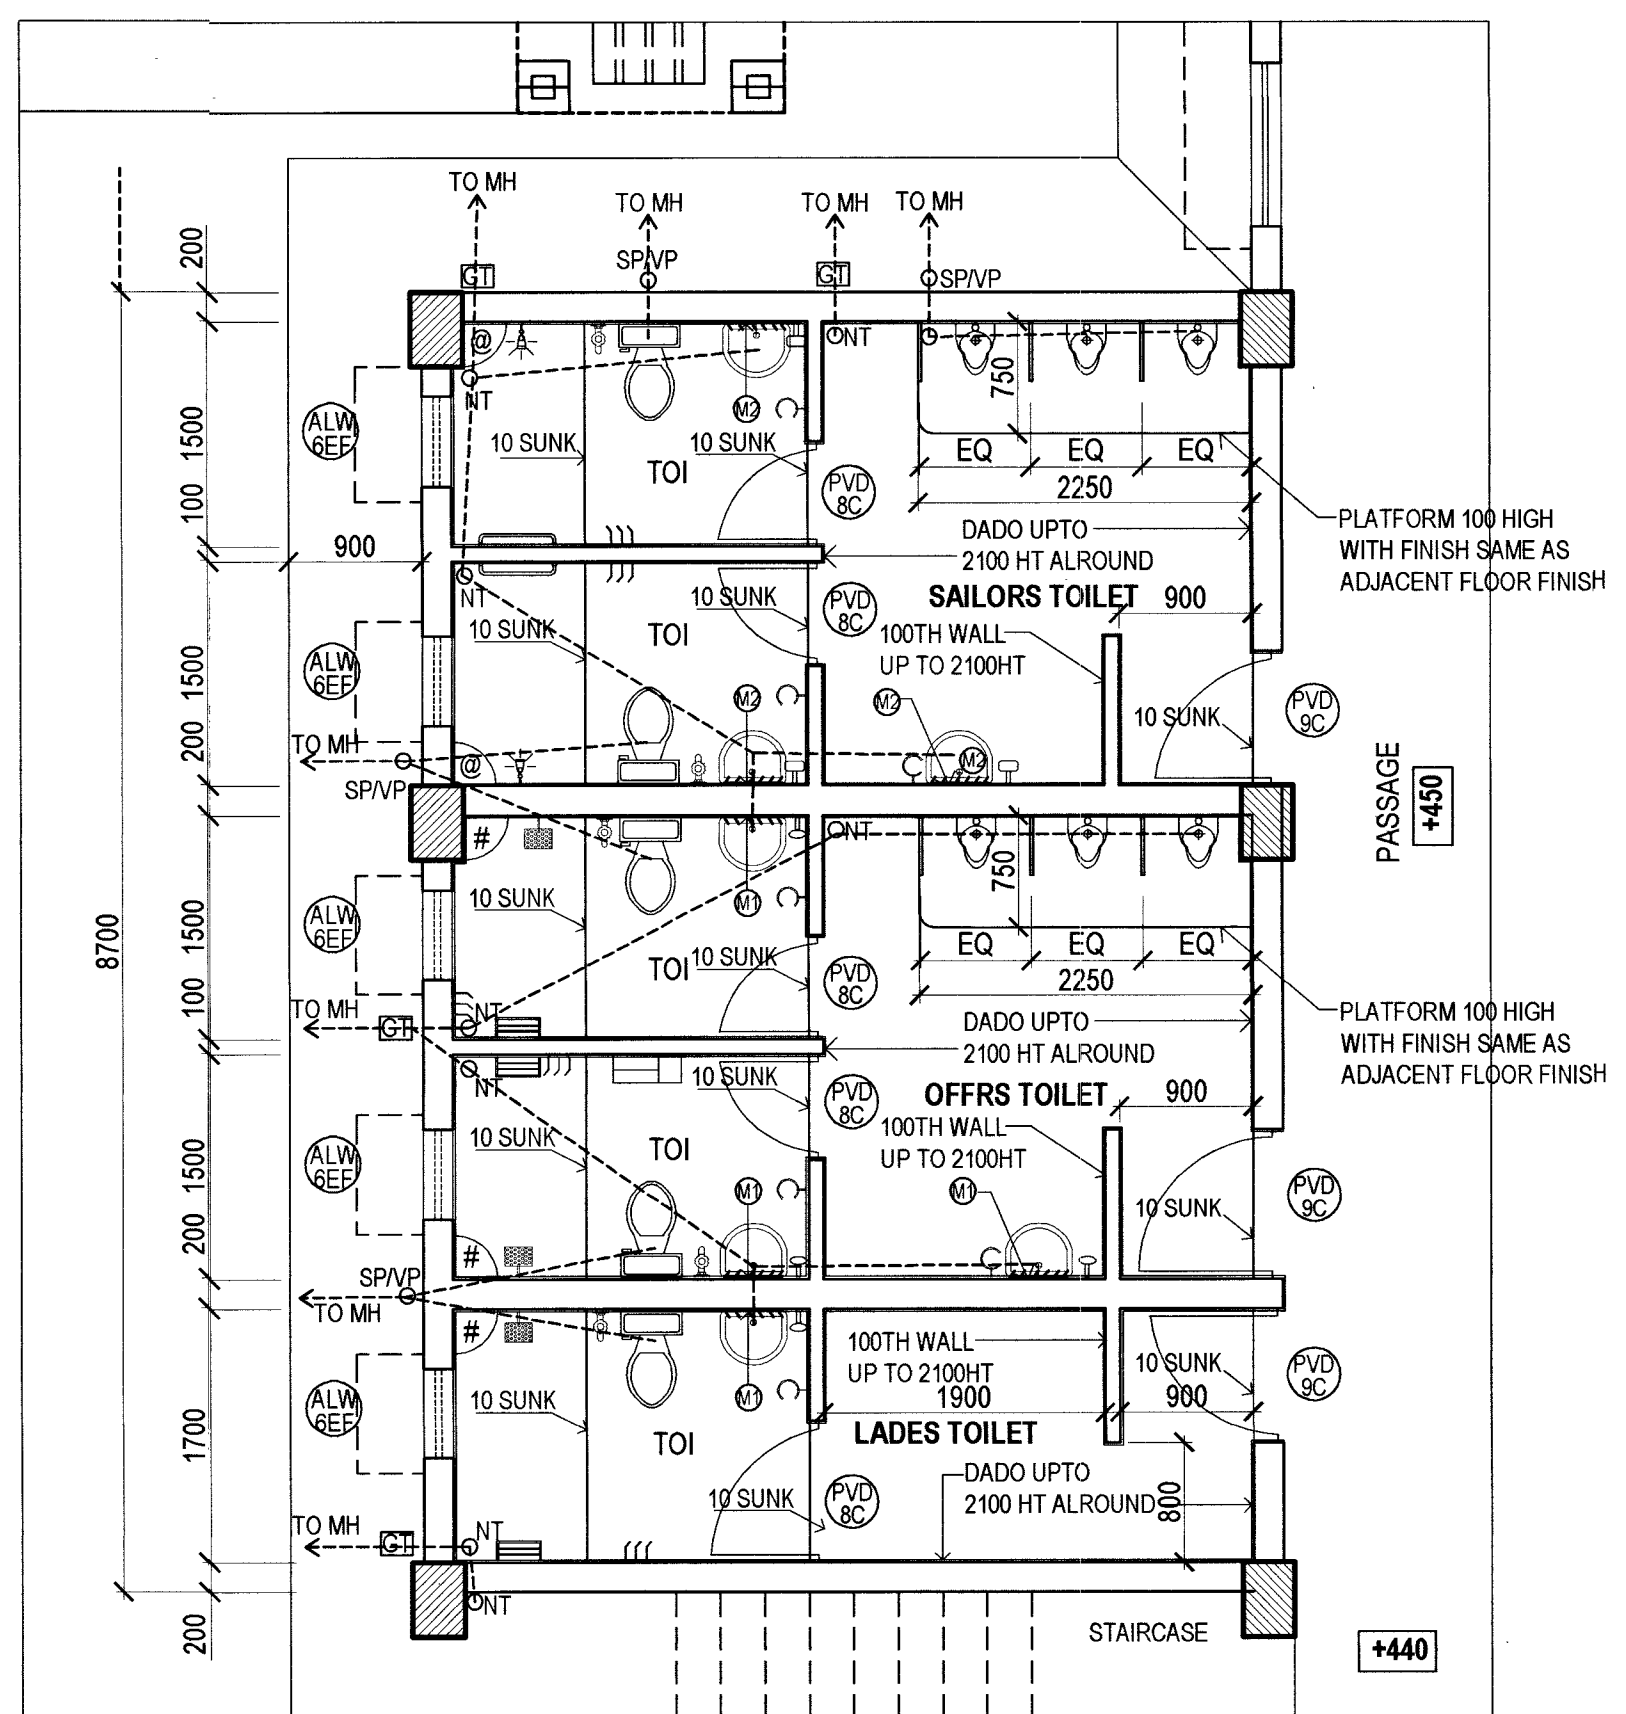 TO MH
TO MH
TO MH
TO MH
200
GT
SP/VP
GT
SP/VP
@
NT
NT
750
M2
ALW
6EF
1500
10 SUNK
10 SUNK
TOI
EQ
EQ
EQ
PVD
8C
2250
100
PLATFORM 100 HIGH
WITH FINISH SAME AS
ADJACENT FLOOR FINISH
DADO UPTO
2100 HT ALROUND
900
NT
10 SUNK
10 SUNK
TOI
PVD
8C
SAILORS TOILET
900
100TH WALL
UP TO 2100HT
ALW
6EF
1500
M2
M2
PVD
9C
10 SUNK
200
TO MH
SP/VP
@
M2
PASSAGE
+450
#
NT
750
M1
ALW
6EF
1500
10 SUNK
10 SUNK
TOI
EQ
EQ
EQ
PVD
8C
2250
8700
100
TO MH
GT
NT
PLATFORM 100 HIGH
WITH FINISH SAME AS
ADJACENT FLOOR FINISH
DADO UPTO
2100 HT ALROUND
NT
10 SUNK
PVD
8C
OFFRS TOILET
900
100TH WALL
UP TO 2100HT
ALW
6EF
1500
10 SUNK
TOI
M1
M1
PVD
9C
10 SUNK
200
#
SP/VP
TO MH
#
100TH WALL
UP TO 2100HT
10 SUNK
PVD
9C
ALW
6EF
1700
10 SUNK
M1
1900
900
TOI
LADES TOILET
DADO UPTO
2100 HT ALROUND
800
10 SUNK
PVD
8C
TO MH
GT
NT
NT
200
STAIRCASE
+440